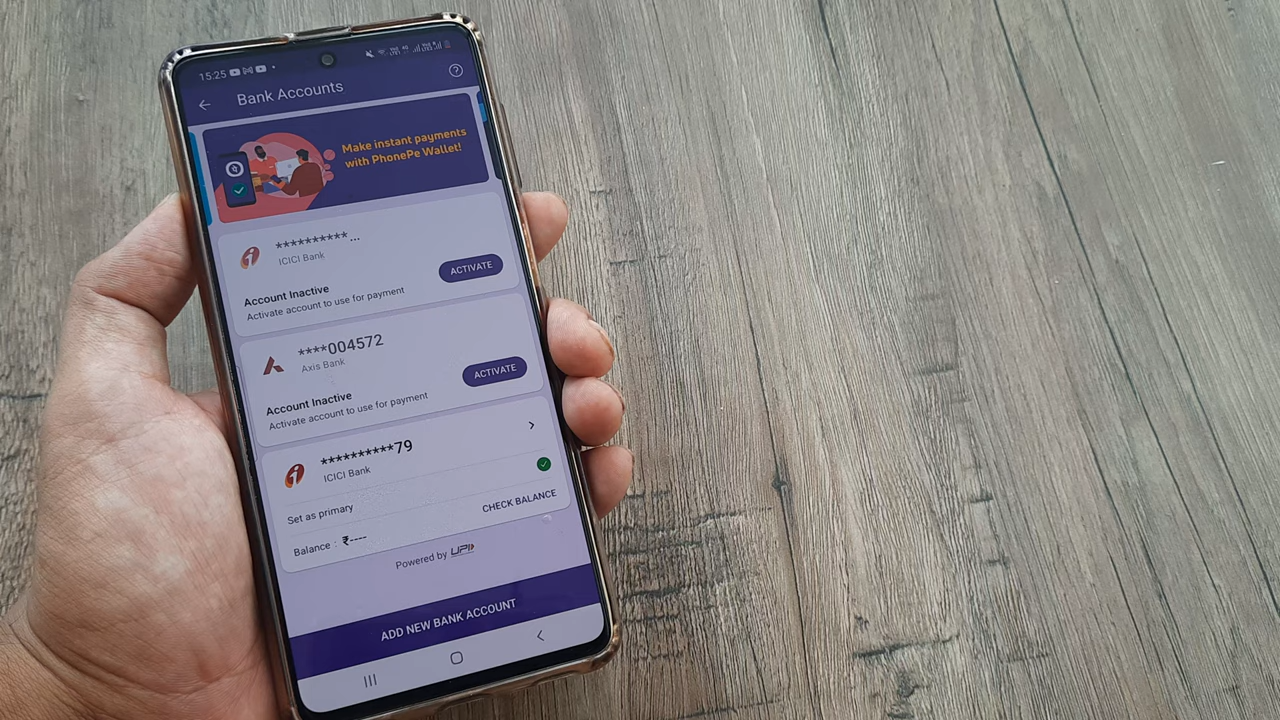 15:25
Bank Accounts
Make instant payments
with PhonePe Wallet!
**********...
ICICI Bank
ACTIVATE
Account Inactive
Activate account to use for payment
****004572
Axis Bank
ACTIVATE
Account Inactive
Activate account to use for payment
**********79
ICICI Bank
Set as primary
Balance : ₹----
CHECK BALANCE
Powered by UPI
ADD NEW BANK ACCOUNT